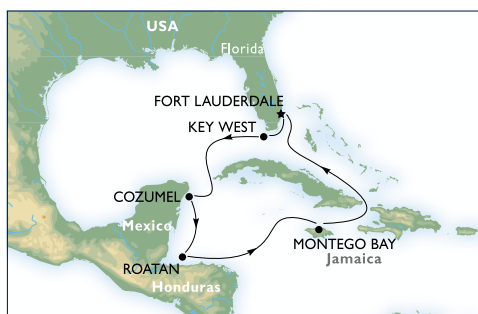 USA
Florida
FORT LAUDERDALE
KEY WEST
COZUMEL
Mexico
MONTEGO BAY
Jamaica
ROATAN
Honduras